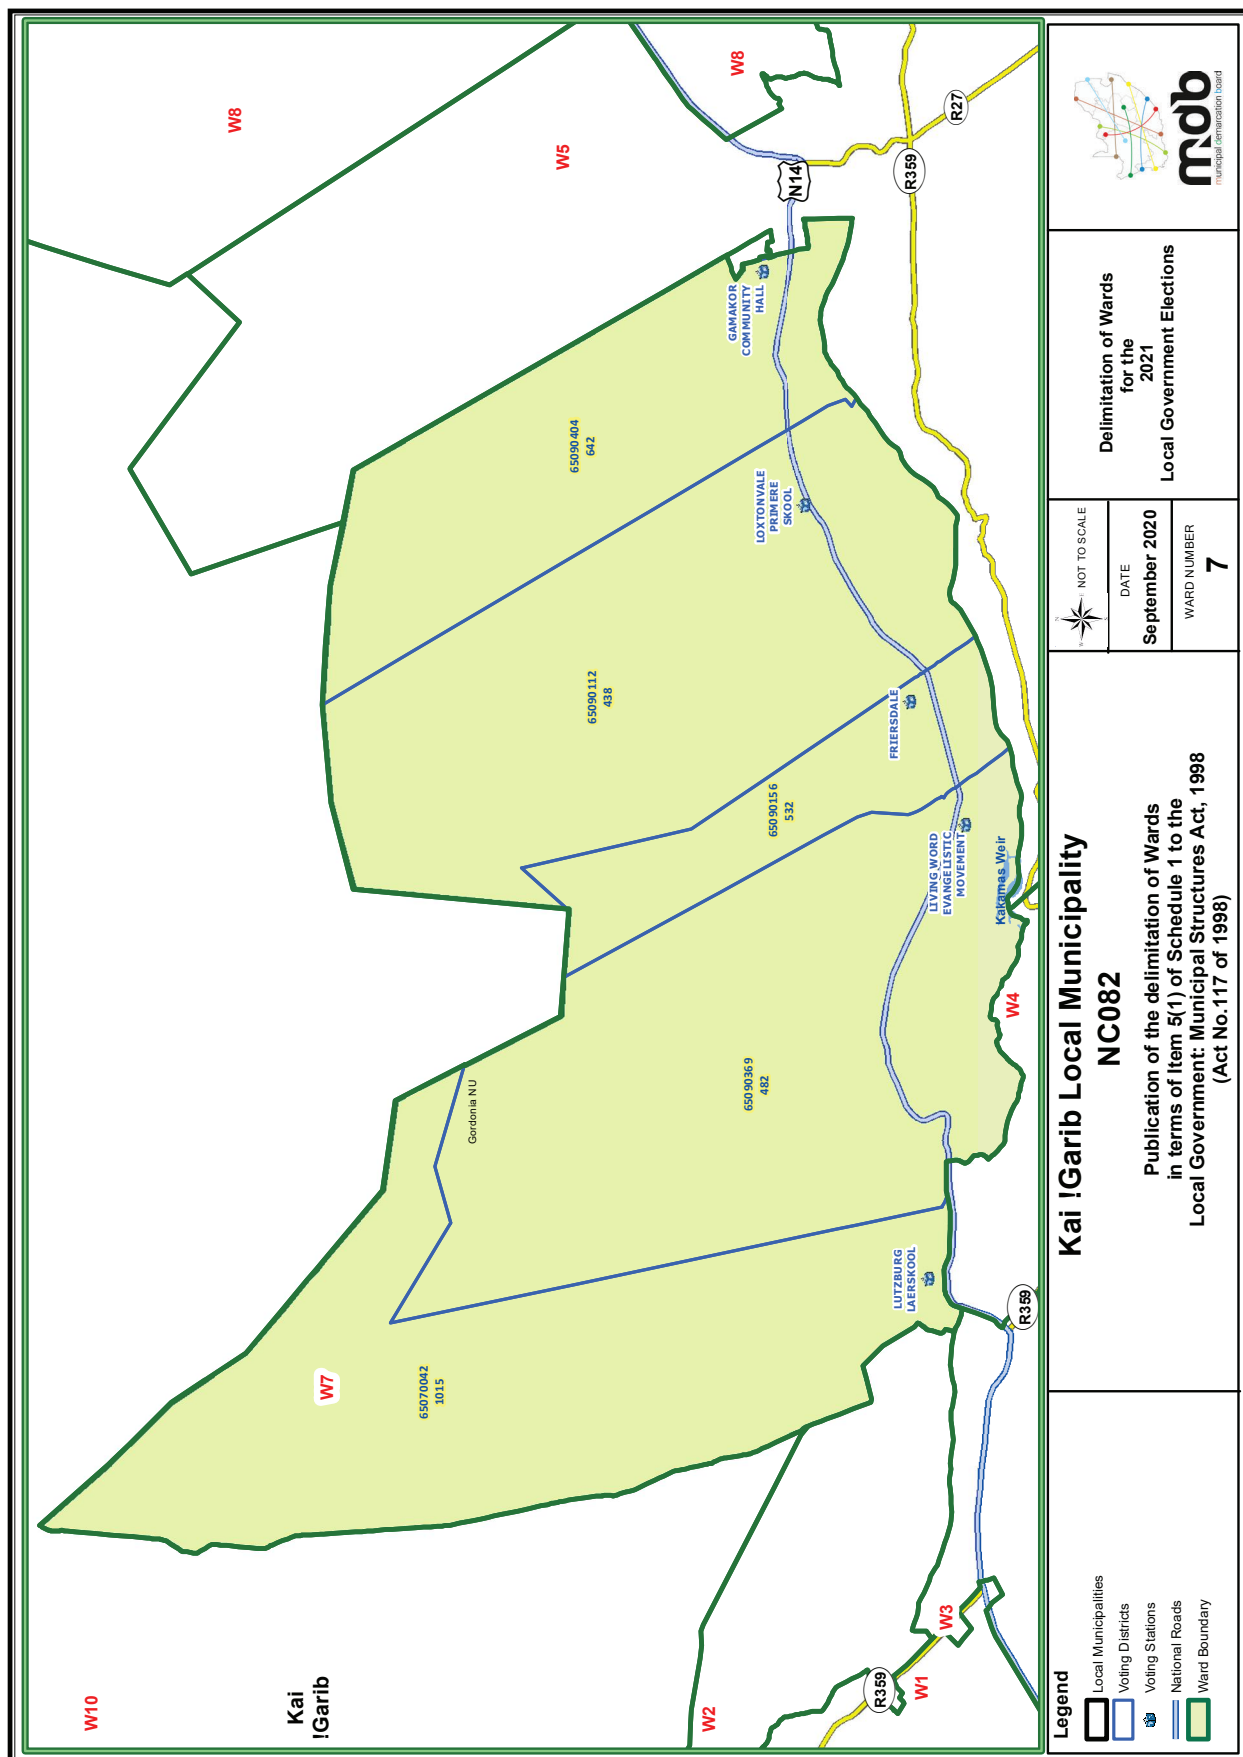 W10
Kai
!Garib
W8
W5
W8
W7
65070042
1015
Gordonia NU
65090404
642
65090112
438
65090156
532
65090369
482
GAMAKOR
COMMUNITY
HALL
LOXTONVALE
PRIMERE
SKOOL
FRIERSDALE
LIVING WORD
EVANGELISTIC
MOVEMENT
Kakamas Weir
LUTZBURG
LAERSKOOL
N14
R27
R359
R359
R359
W2
W1
W3
W4
Legend
Local Municipalities
Voting Districts
Voting Stations
National Roads
Ward Boundary
Kai !Garib Local Municipality
NC082
Publication of the delimitation of Wards
in terms of Item 5(1) of Schedule 1 to the
Local Government: Municipal Structures Act, 1998
(Act No.117 of 1998)
N
W
E
S
NOT TO SCALE
DATE
September 2020
WARD NUMBER
7
Delimitation of Wards
for the
2021
Local Government Elections
mdb
municipal demarcation board